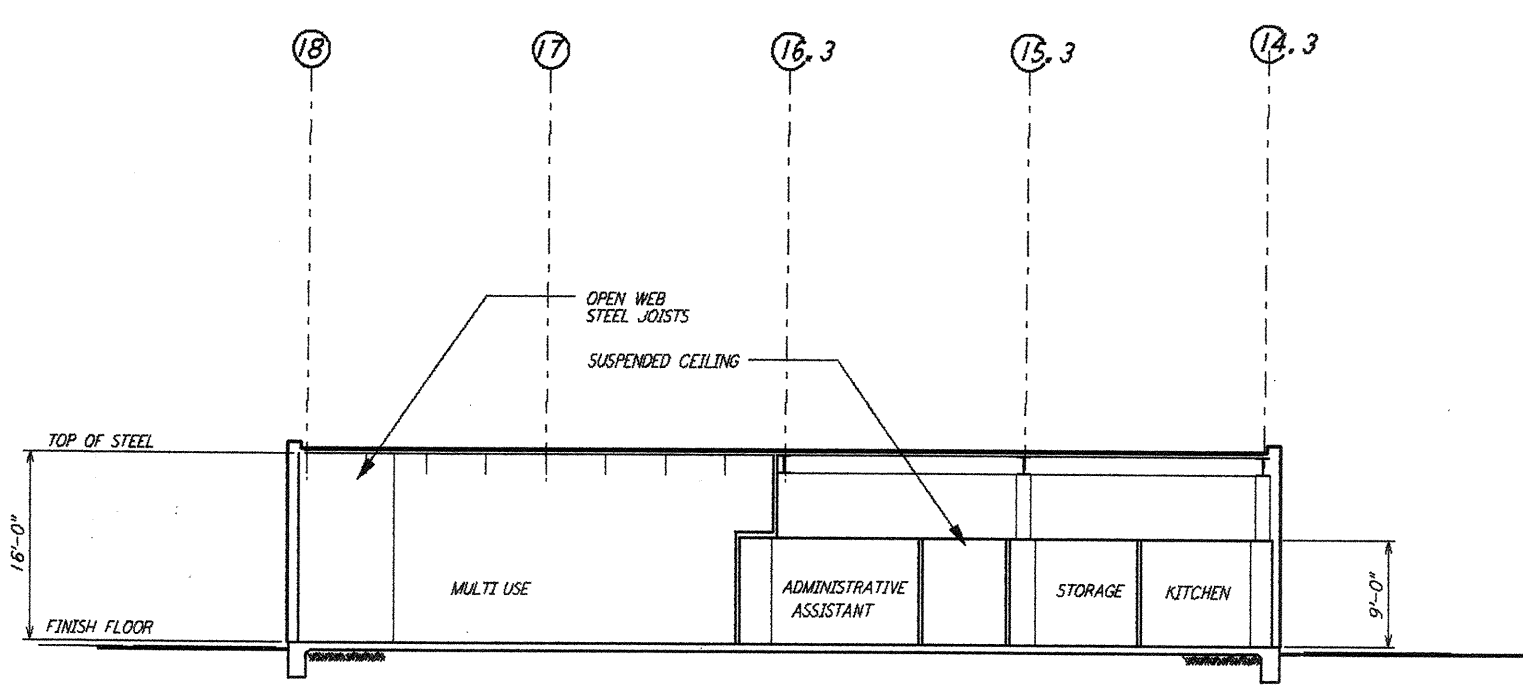 18
17
16.3
15.3
14.3
OPEN WEB
STEEL JOISTS
SUSPENDED CEILING
TOP OF STEEL
16'-0"
MULTI USE
ADMINISTRATIVE
ASSISTANT
STORAGE
KITCHEN
9'-0"
FINISH FLOOR